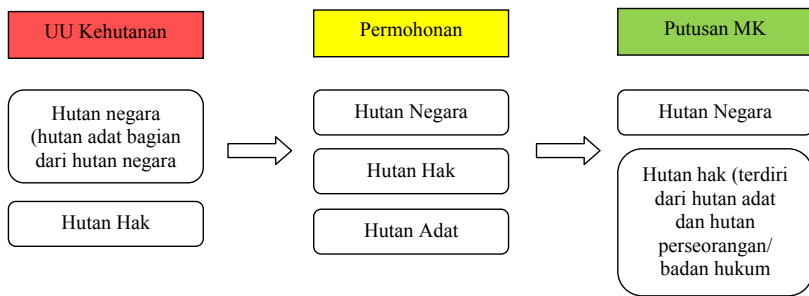 UU Kehutanan
Hutan negara
(hutan adat bagian
dari hutan negara
Hutan Hak
Permohonan
Hutan Negara
Hutan Hak
Hutan Adat
Putusan MK
Hutan Negara
Hutan hak (terdiri
dari hutan adat
dan hutan
perseorangan/
badan hukum